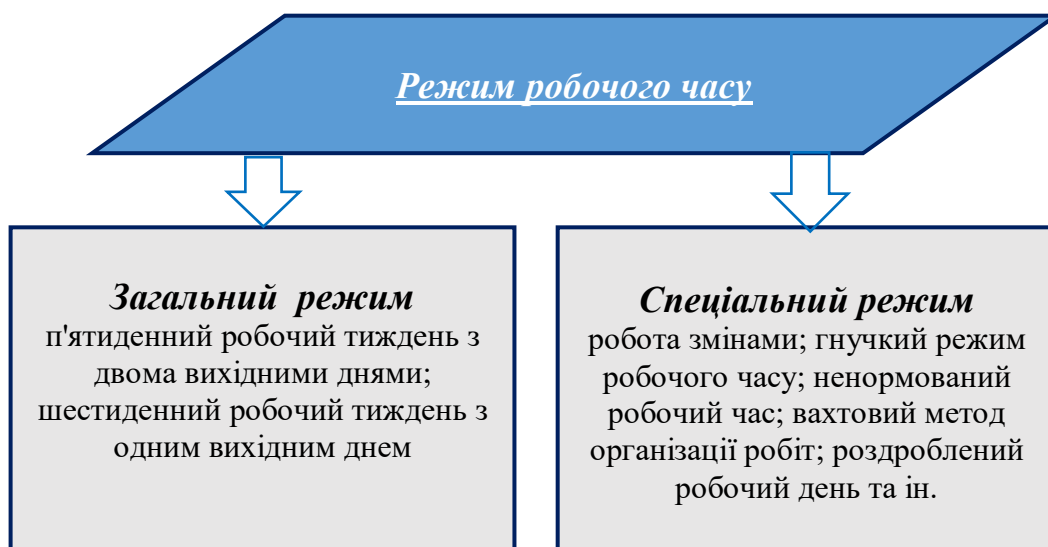 Режим робочого часу
Загальний режим
п'ятиденний робочий тиждень з
двома вихідними днями;
шестиденний робочий тиждень з
одним вихідним днем
Спеціальний режим
робота змінами; гнучкий режим
робочого часу; ненормований
робочий час; вахтовий метод
організації робіт; роздроблений
робочий день та ін.